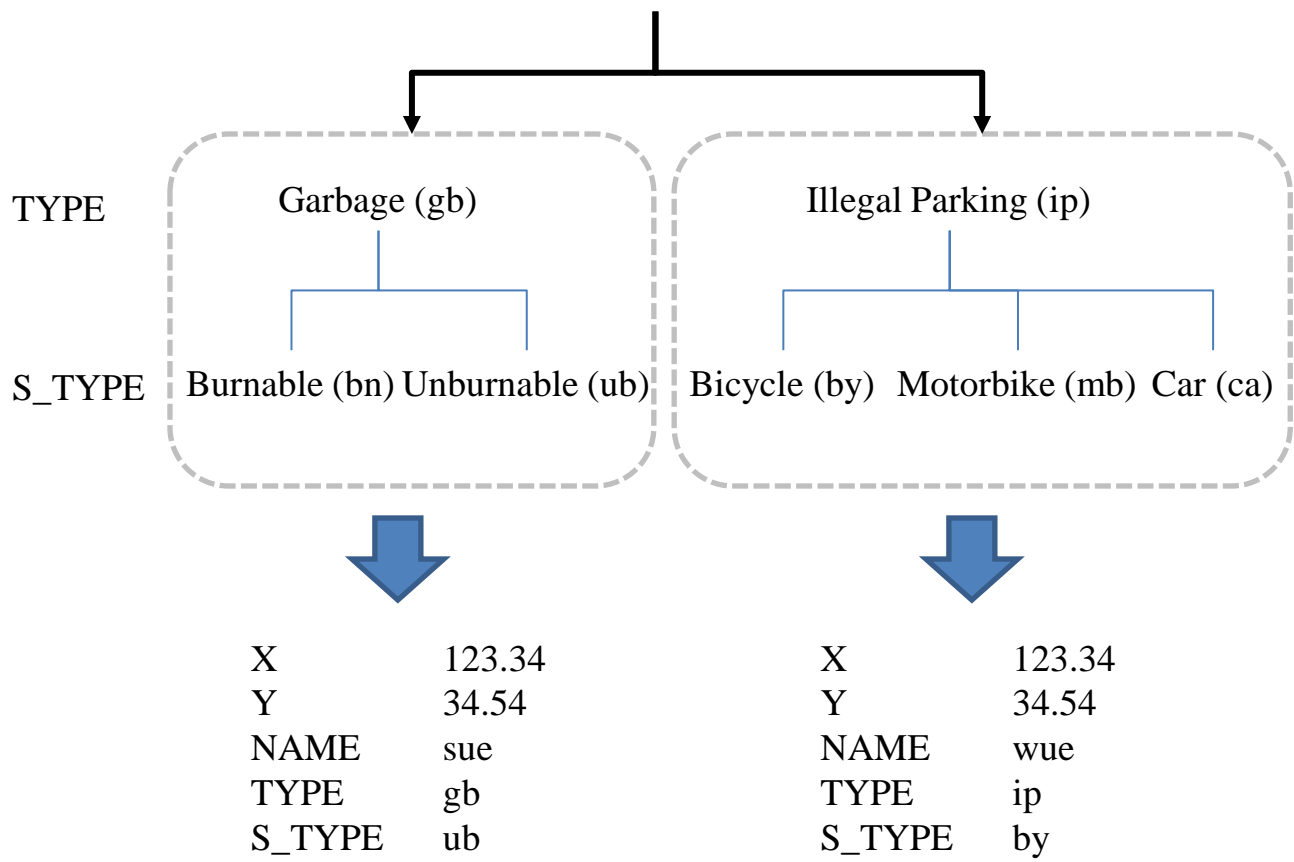 TYPE Garbage (gb) Illegal Parking (ip)
S_TYPE Burnable (bn) Unburnable (ub) Bicycle (by) Motorbike (mb) Car (ca)
X 123.34
Y 34.54
NAME sue
TYPE gb
S_TYPE ub
X 123.34
Y 34.54
NAME wue
TYPE ip
S_TYPE by